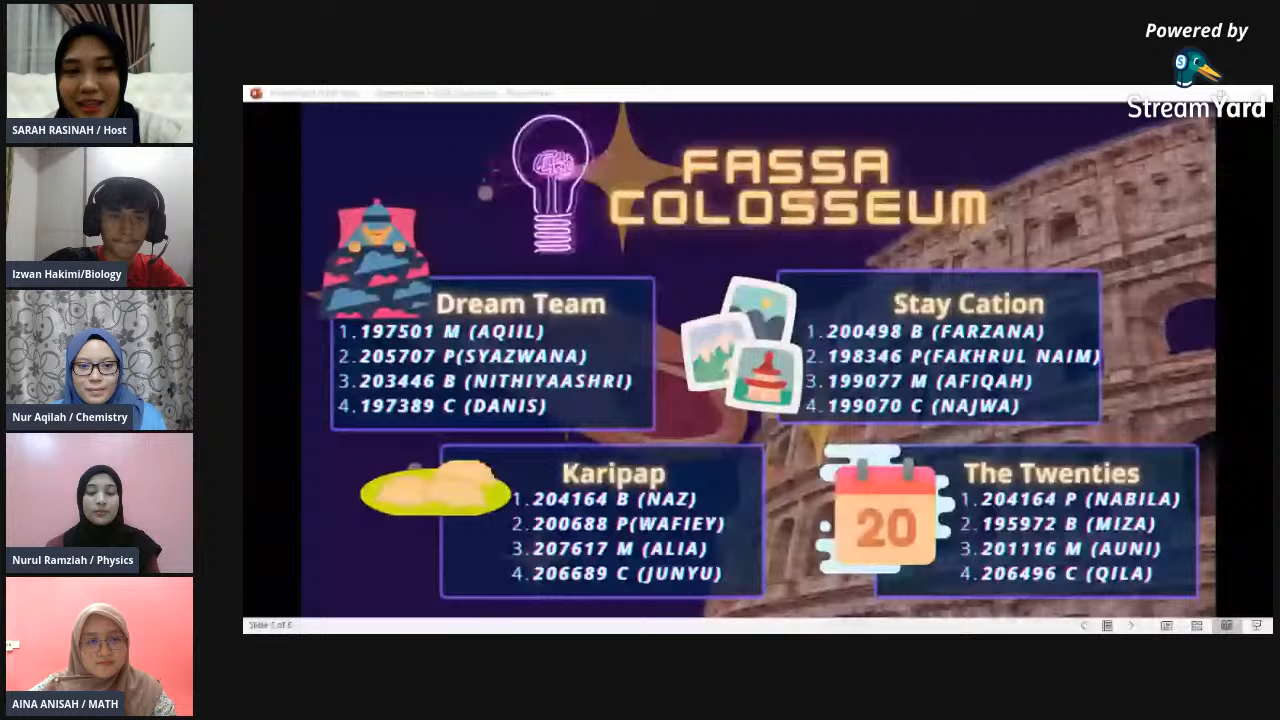 SARAH RASINAH / Host
Izwan Hakimi/Biology
Nur Aqilah / Chemistry
Nurul Ramziah / Physics
AINA ANISAH / MATH
Powered by
StreamYard
FASSA
COLOSSEUM
Dream Team
1. 197501 M (AQIIL)
2. 205707 P(SYAZWANA)
3. 203446 B (NITHIYAASHRI)
4. 197389 C (DANIS)
Stay Cation
1. 200498 B (FARZANA)
2. 198346 P(FAKHRUL NAIM)
3. 199077 M (AFIQAH)
4. 199070 C (NAJWA)
Karipap
1. 204164 B (NAZ)
2. 200688 P(WAFIEY)
3. 207617 M (ALIA)
4. 206689 C (JUNYU)
20
The Twenties
1. 204164 P (NABILA)
2. 195972 B (MIZA)
3. 201116 M (AUNI)
4. 206496 C (QILA)